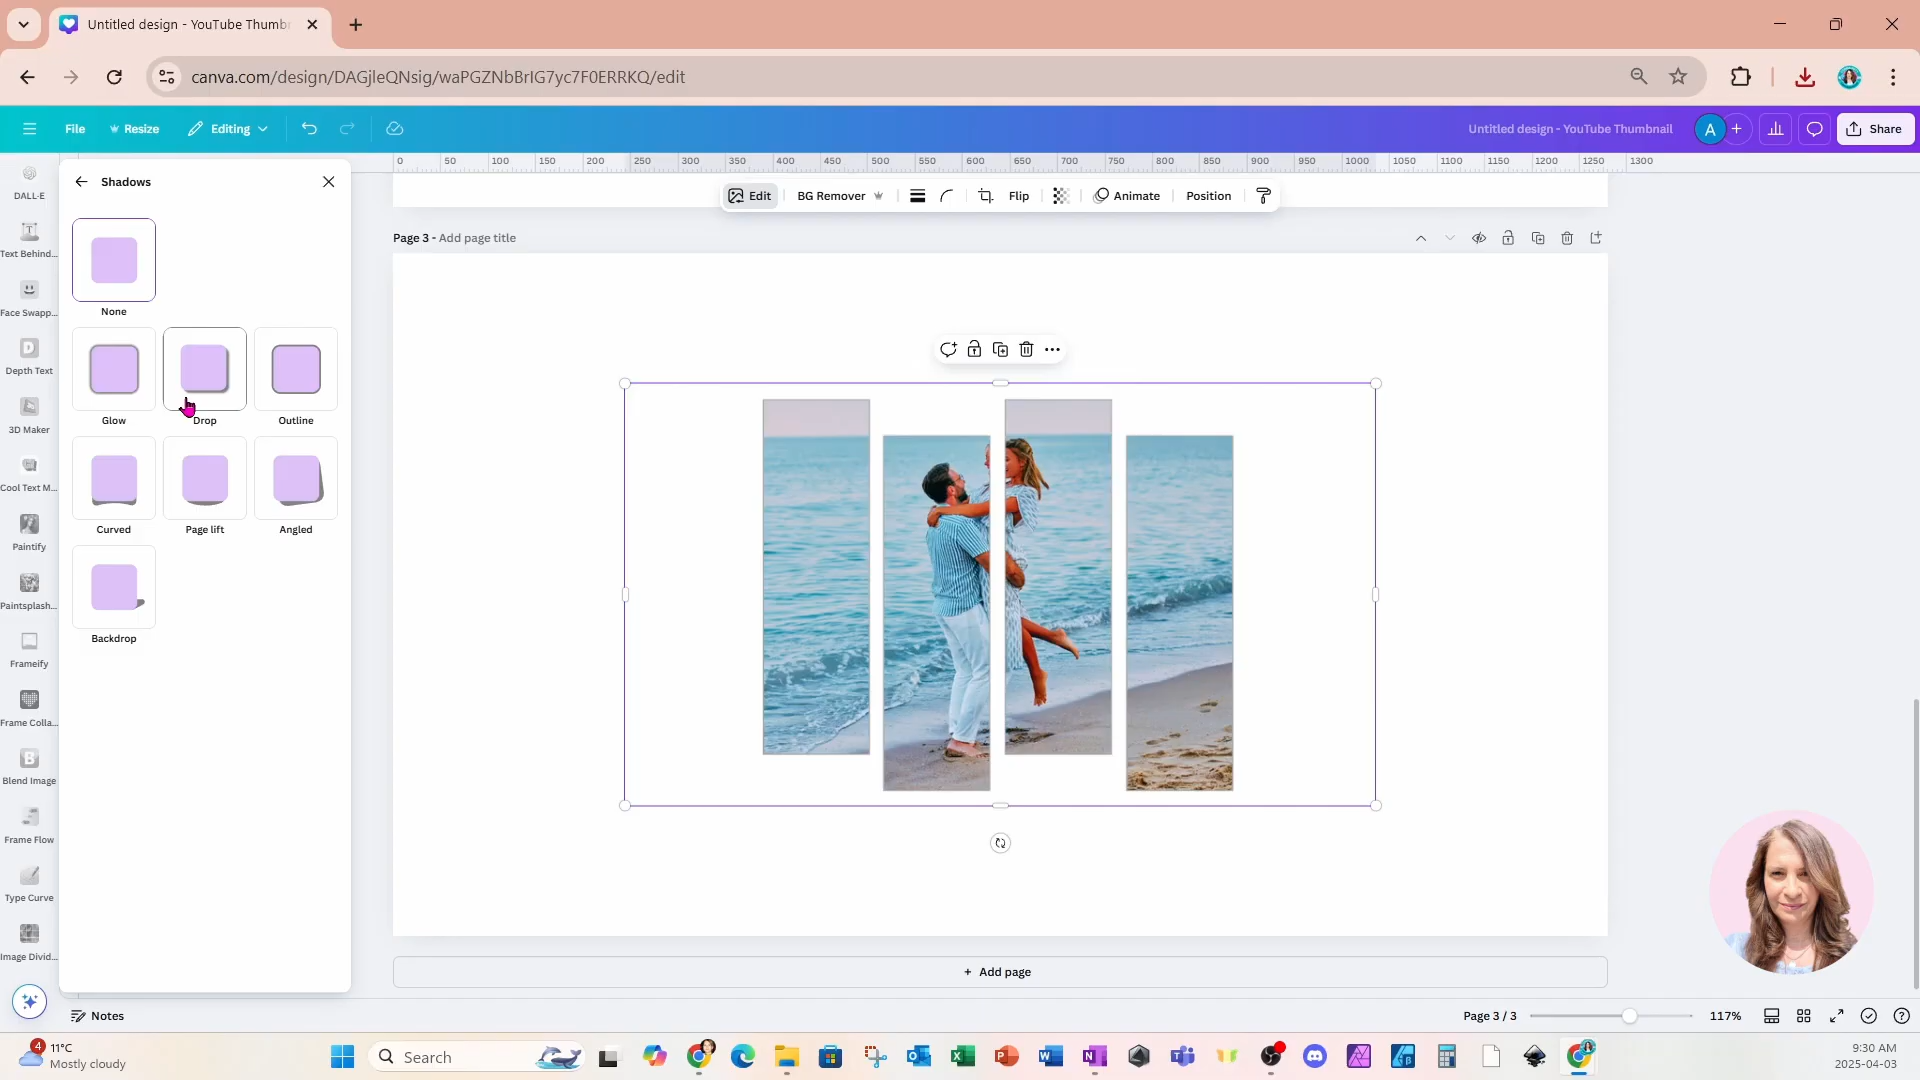 Untitled design - YouTube Thumbn
canva.com/design/DAGjleQNsig/waPGZNbBrIG7yc7F0ERRKQ/edit
File
Resize
Editing
Untitled design - YouTube Thumbnail
A
Share
0 50 100 150 200 250 300 350 400 450 500 550 600 650 700 750 800 850 900 950 1000 1050 1100 1150 1200 1250 1300
Edit
BG Remover
Flip
Animate
Position
Page 3 - Add page title
DALL·E
Text Behind...
Face Swapp...
Depth Text
3D Maker
Cool Text M...
Paintify
Paintsplash...
Frameify
Frame Colla...
Blend Image
Frame Flow
Type Curve
Image Divid...
Shadows
None
Glow
Drop
Outline
Curved
Page lift
Angled
Backdrop
+ Add page
Notes
Page 3 / 3
117%
4
11°C
Mostly cloudy
Search
9:30 AM
2025-04-03